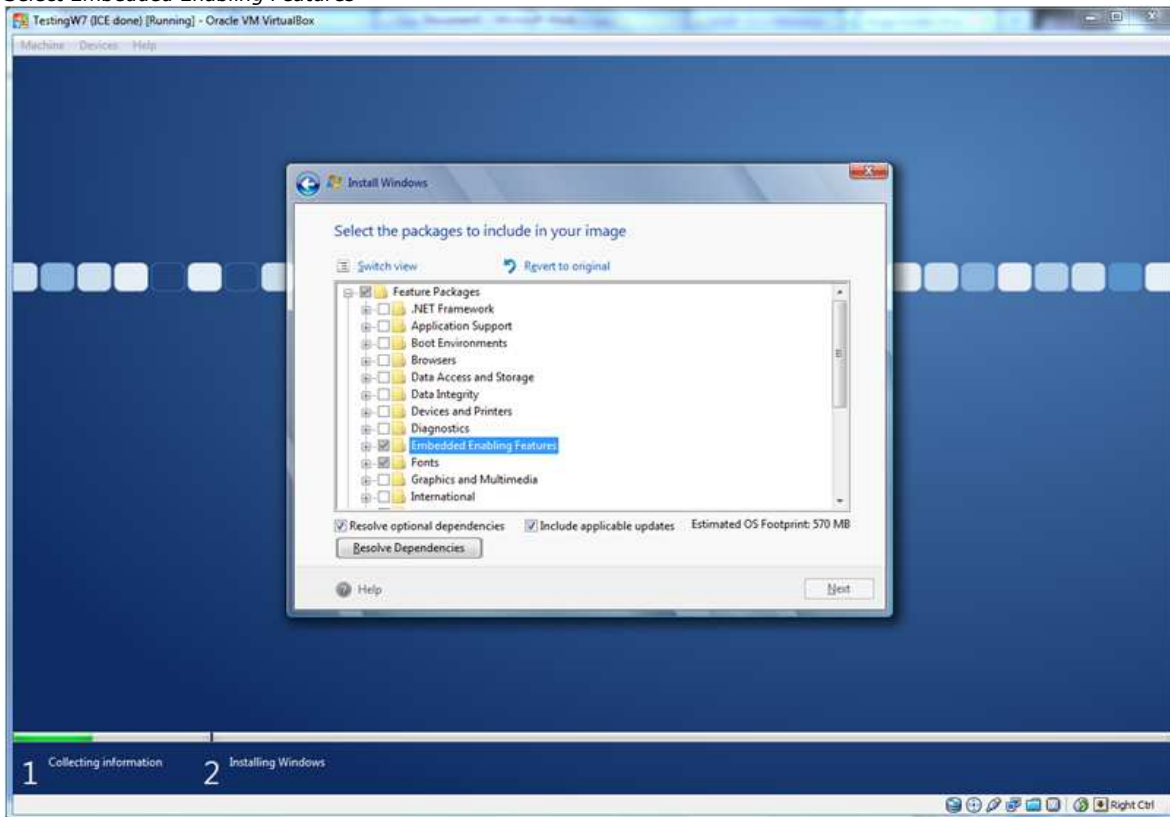 Select Embedded Enabling Features
TestingW7 (ICE done) [Running] - Oracle VM VirtualBox
Machine Devices Help
Install Windows
Select the packages to include in your image
Switch view Revert to original
Feature Packages
.NET Framework
Application Support
Boot Environments
Browsers
Data Access and Storage
Data Integrity
Devices and Printers
Diagnostics
Embedded Enabling Features
Fonts
Graphics and Multimedia
International
Resolve optional dependencies Include applicable updates Estimated OS Footprint: 570 MB
Resolve Dependencies
Help Next
1 Collecting information 2 Installing Windows
Right Ctrl